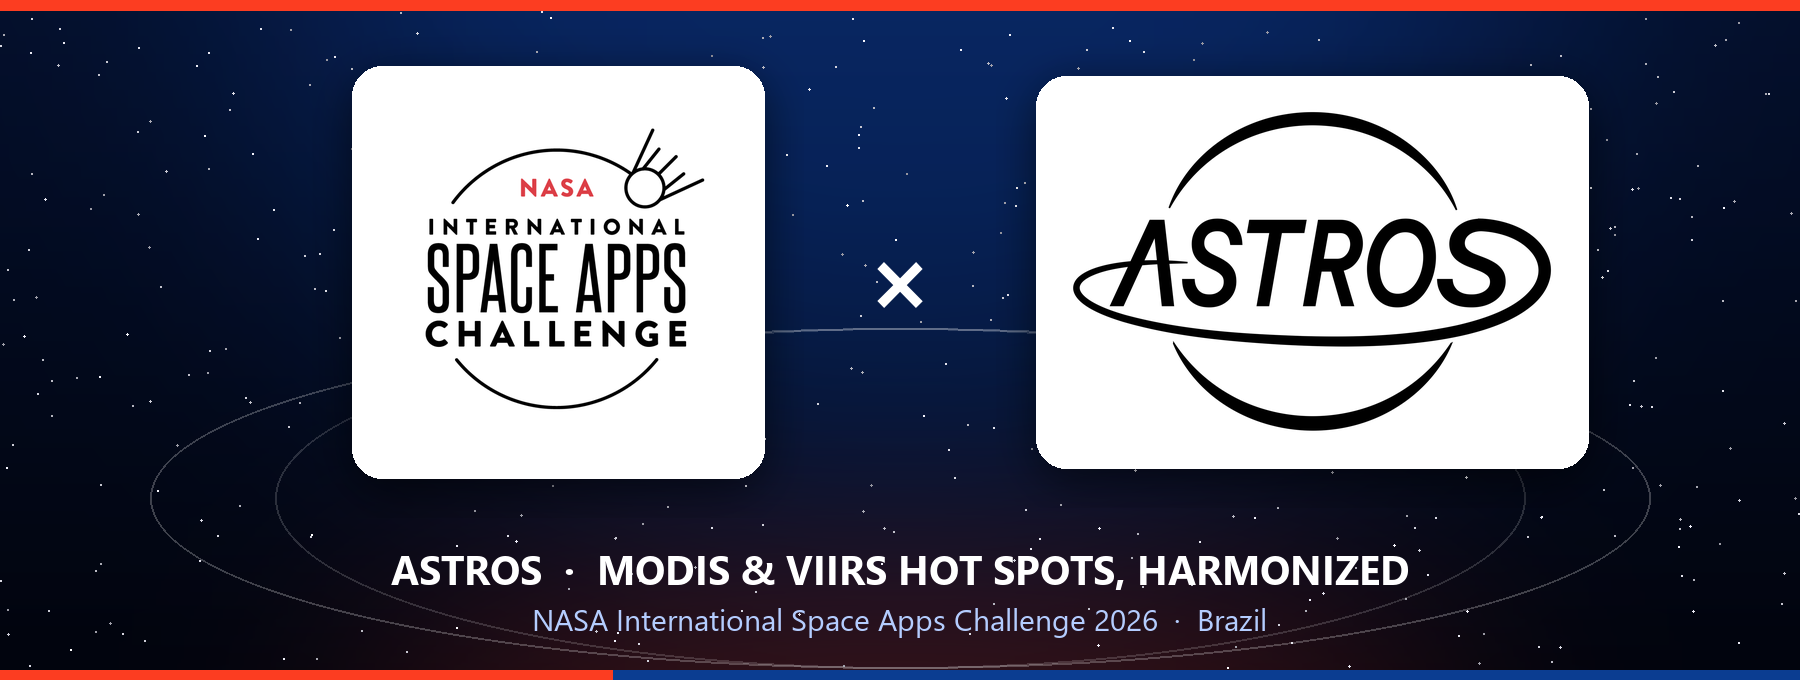 NASA
INTERNATIONAL
SPACE APPS
CHALLENGE
×
ASTROS
ASTROS · MODIS & VIIRS HOT SPOTS, HARMONIZED
NASA International Space Apps Challenge 2026 · Brazil